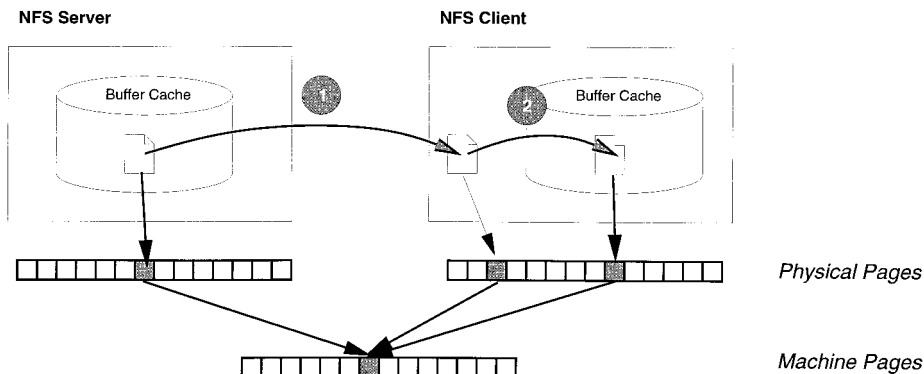 NFS Server
NFS Client
Buffer Cache
1
Buffer Cache
2
Physical Pages
Machine Pages